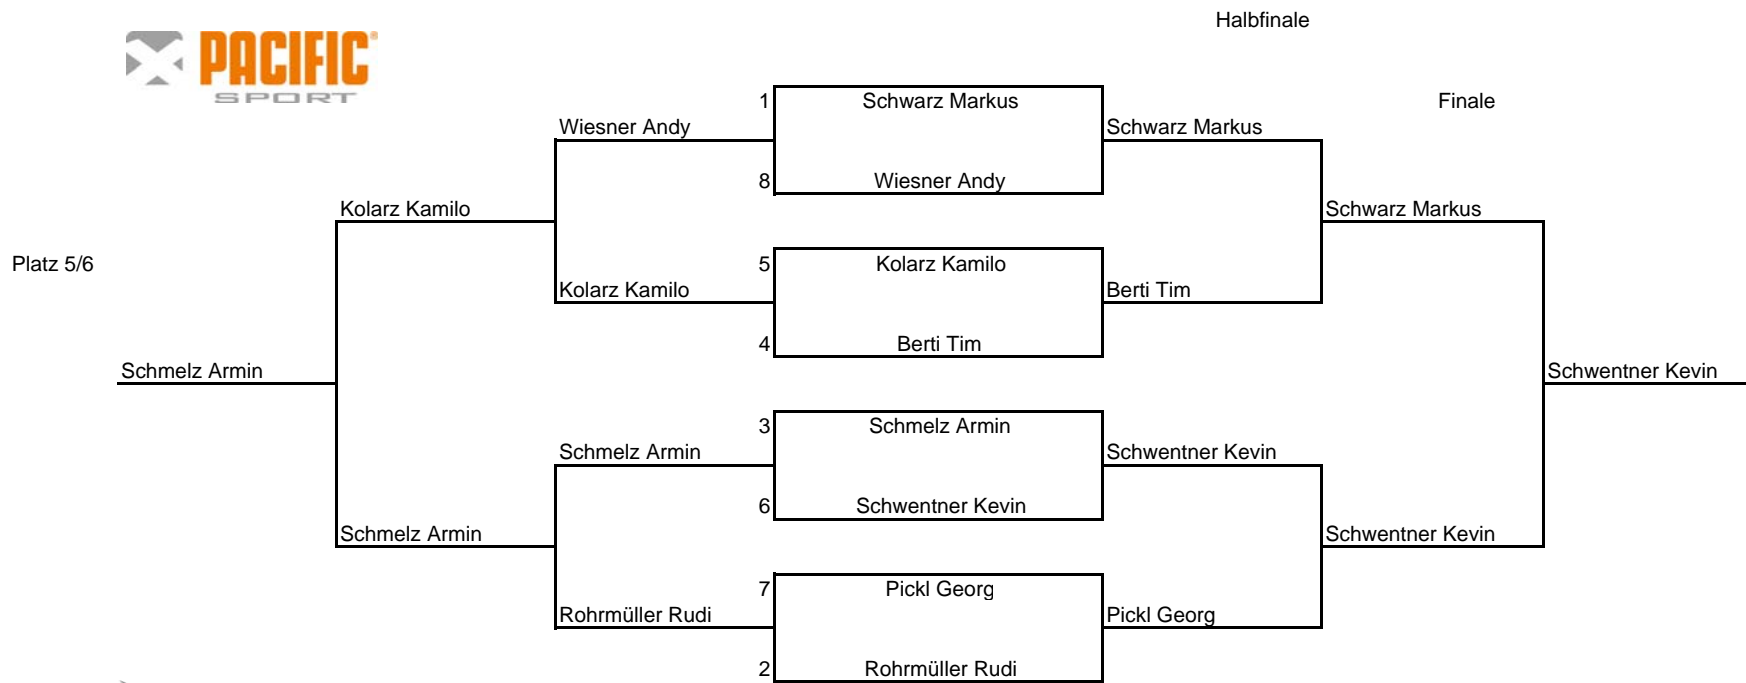 Halbfinale
PACIFIC®
SPORT
1 Schwarz Markus Finale
Wiesner Andy Schwarz Markus
8 Wiesner Andy
Kolarz Kamilo Schwarz Markus
Platz 5/6 5 Kolarz Kamilo
Kolarz Kamilo Berti Tim
4 Berti Tim
Schmelz Armin Schwentner Kevin
3 Schmelz Armin
Schmelz Armin Schwentner Kevin
6 Schwentner Kevin
Schmelz Armin Schwentner Kevin
7 Pickl Georg
Rohrmüller Rudi Pickl Georg
2 Rohrmüller Rudi